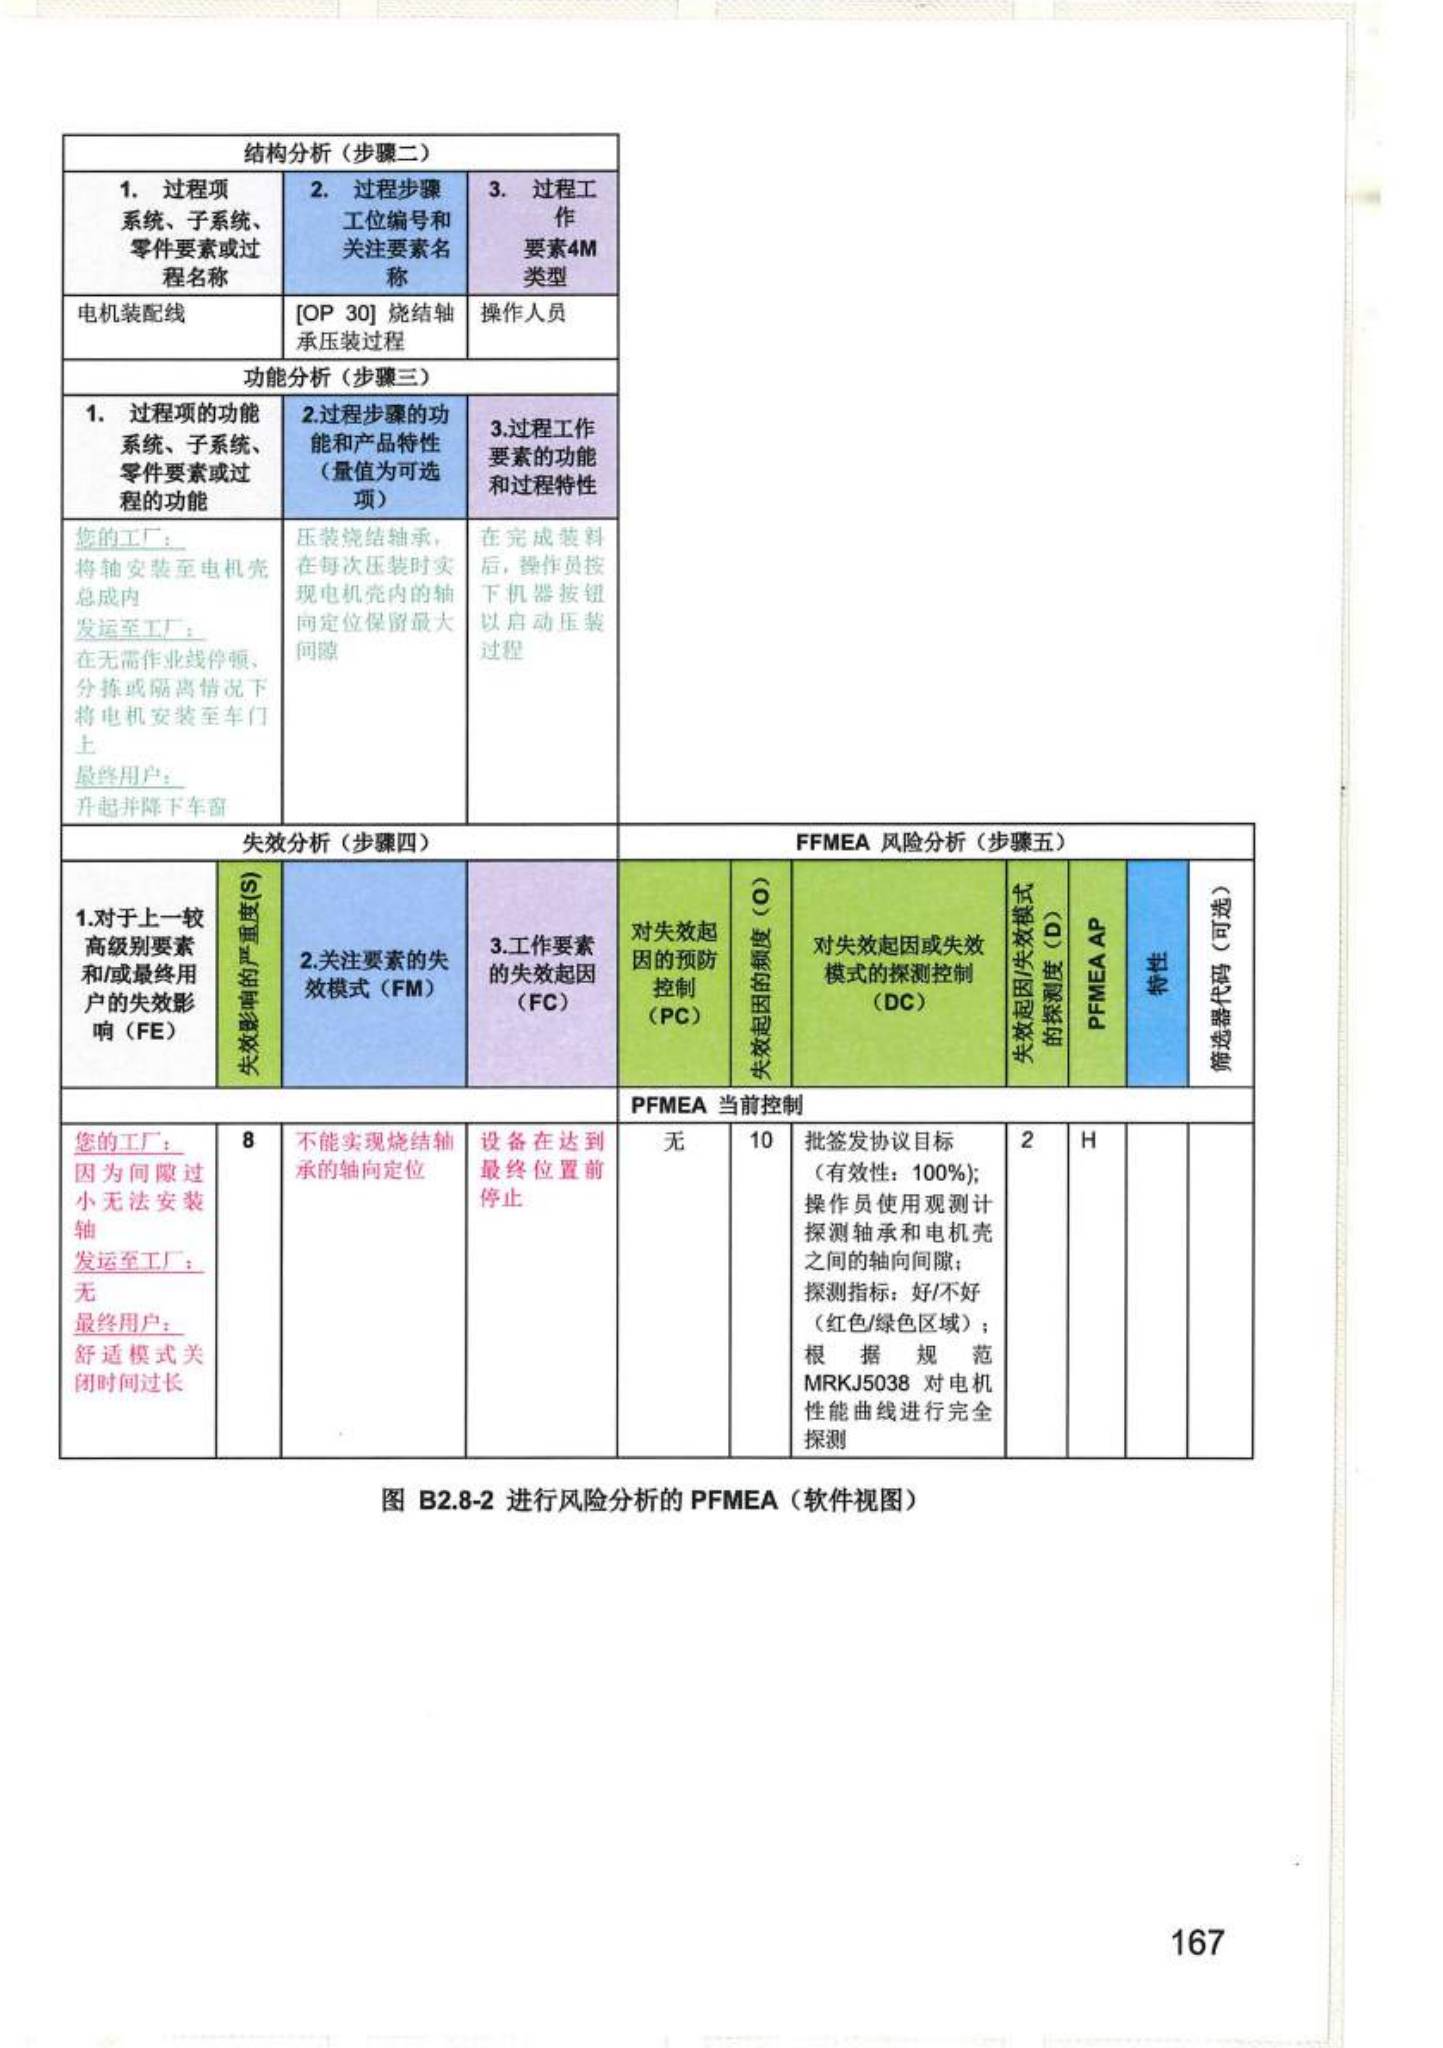 结构分析（步骤二）
1. 过程项
系统、子系统、
零件要素或过
程名称
2. 过程步骤
工位编号和
关注要素名
称
3. 过程工
作
要素4M
类型
电机装配线
[OP 30] 烧结轴
承压装过程
操作人员
功能分析（步骤三）
1. 过程项的功能
系统、子系统、
零件要素或过
程的功能
2.过程步骤的功
能和产品特性
（量值为可选
项）
3.过程工作
要素的功能
和过程特性
您的工厂：
将轴安装至电机壳
总成内
发运至工厂：
在无需作业线停顿、
分拣或隔离情况下
将电机安装至车门
上
最终用户：
升起并降下车窗
压装烧结轴承，
在每次压装时实
现电机壳内的轴
向定位保留最大
间隙
在完成装料
后，操作员按
下机器按钮
以启动压装
过程
失效分析（步骤四）
FFMEA 风险分析（步骤五）
1.对于上一较
高级别要素
和/或最终用
户的失效影
响（FE）
失效影响的严重度(S)
2.关注要素的失
效模式（FM）
3.工作要素
的失效起因
（FC）
对失效起
因的预防
控制
（PC）
失效起因的频度（O）
对失效起因或失效
模式的探测控制
（DC）
失效起因/失效模式
的探测度（D）
PFMEA AP
特性
筛选器代码（可选）
PFMEA 当前控制
您的工厂：
因为间隙过
小无法安装
轴
发运至工厂：
无
最终用户：
舒适模式关
闭时间过长
8
不能实现烧结轴
承的轴向定位
设备在达到
最终位置前
停止
无
10
批签发协议目标
（有效性：100%);
操作员使用观测计
探测轴承和电机壳
之间的轴向间隙；
探测指标：好/不好
（红色/绿色区域）；
根据规范
MRKJ5038 对电机
性能曲线进行完全
探测
2
H
图 B2.8-2 进行风险分析的 PFMEA（软件视图）
167